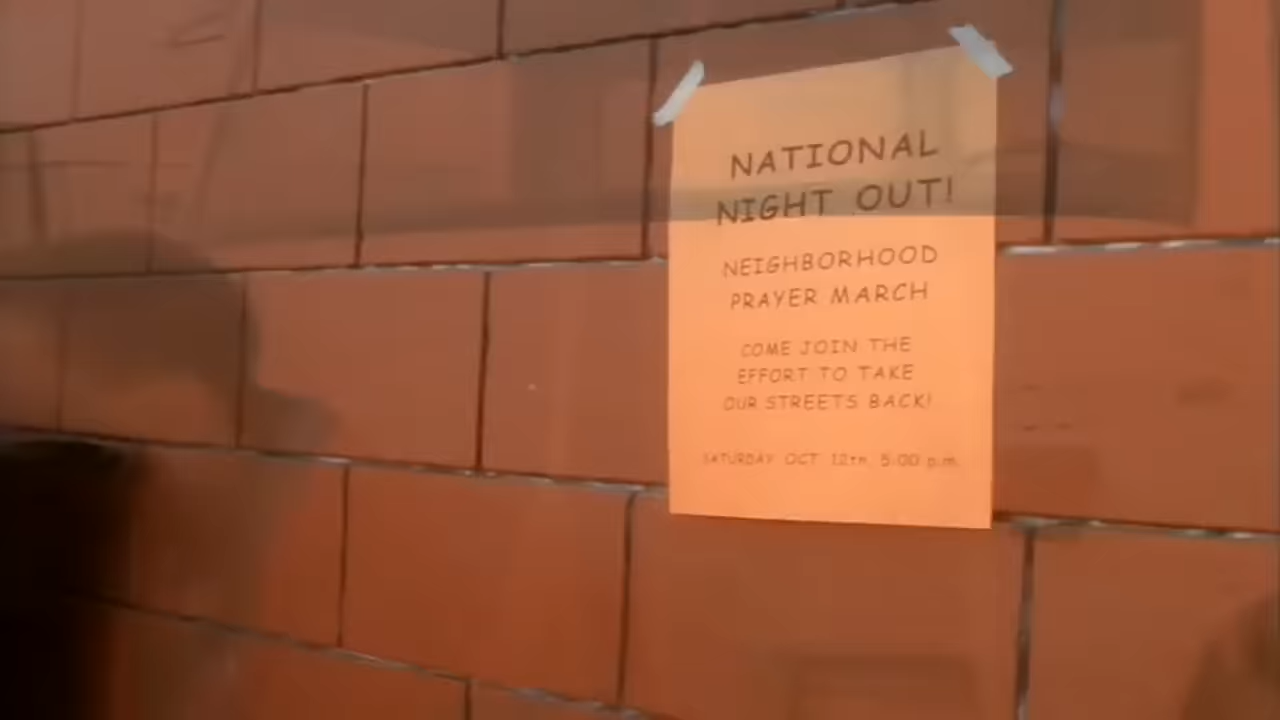 NATIONAL
NIGHT OUT!
NEIGHBORHOOD
PRAYER MARCH
COME JOIN THE
EFFORT TO TAKE
OUR STREETS BACK!
SATURDAY OCT 12th 5:00 p.m.